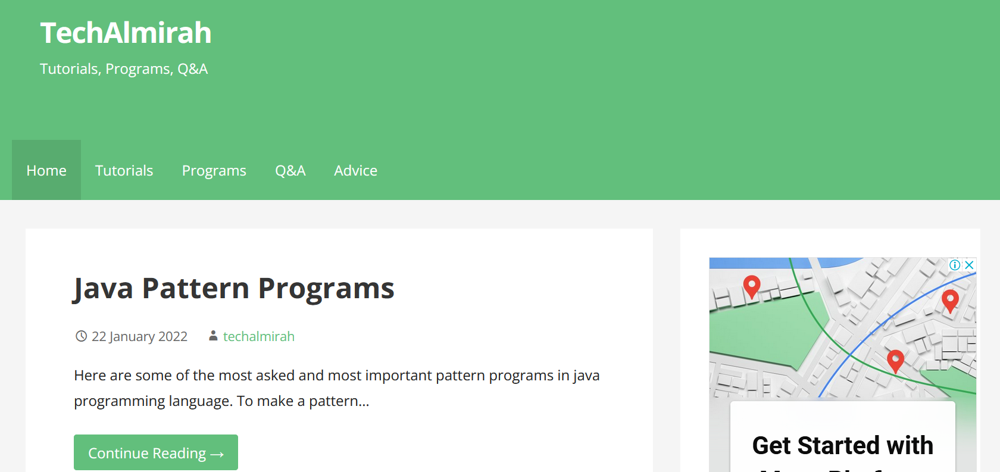 TechAlmirah
Tutorials, Programs, Q&A
Home Tutorials Programs Q&A Advice
Java Pattern Programs
22 January 2022 techalmirah
Here are some of the most asked and most important pattern programs in java
programming language. To make a pattern…
Continue Reading →
Get Started with